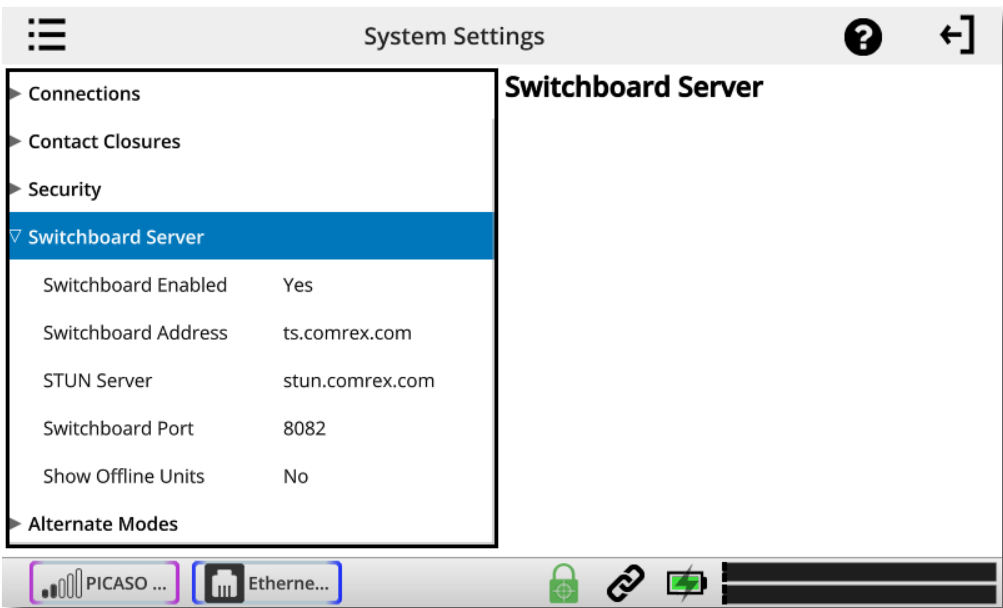 System Settings
?
Connections
Contact Closures
Security
Switchboard Server
Switchboard Enabled Yes
Switchboard Address ts.comrex.com
STUN Server stun.comrex.com
Switchboard Port 8082
Show Offline Units No
Alternate Modes
Switchboard Server
PICASO ...
Etherne...